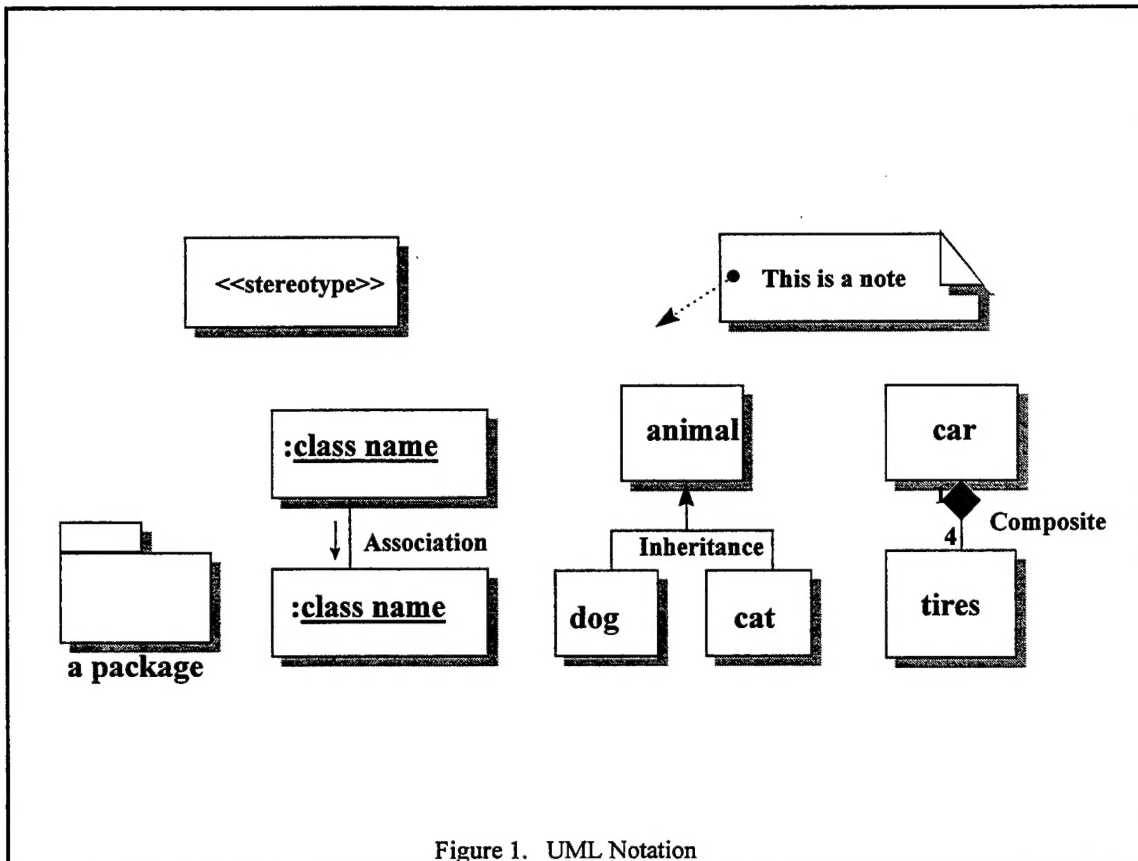 <<stereotype>>
This is a note
:class name
Association
:class name
a package
animal
Inheritance
dog
cat
car
1
Composite
4
tires
Figure 1. UML Notation